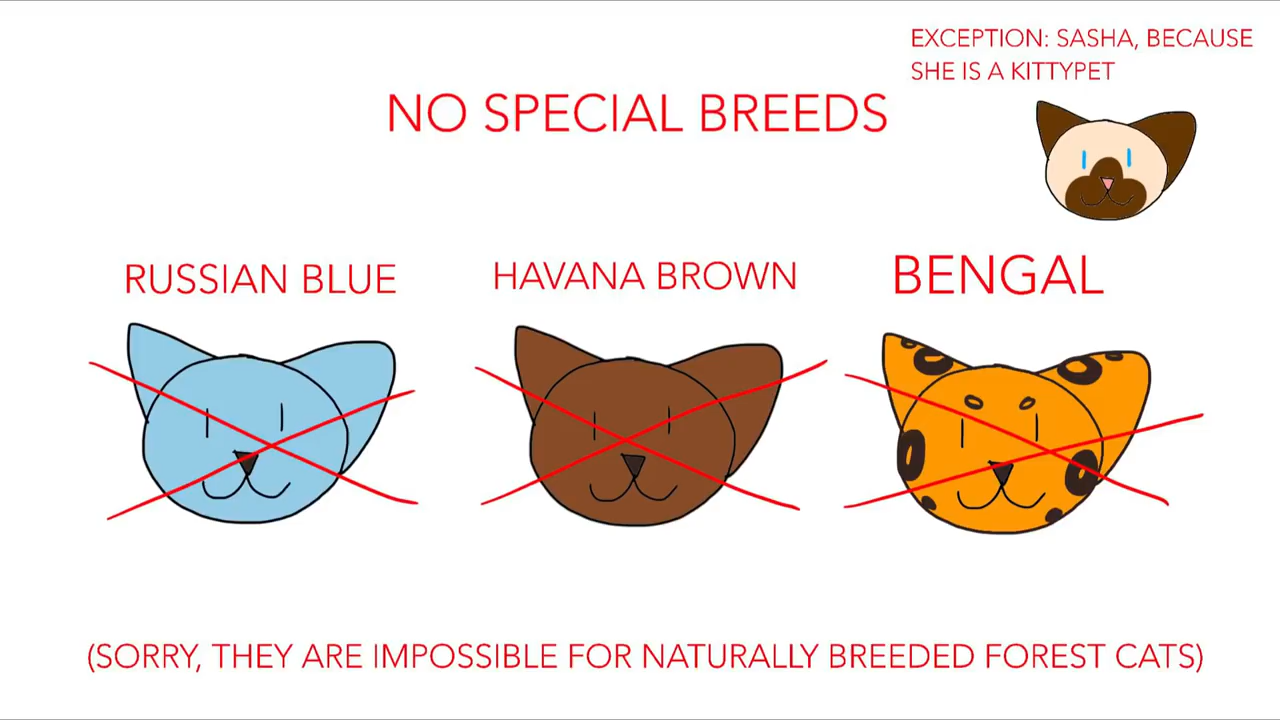 EXCEPTION: SASHA, BECAUSE
SHE IS A KITTYPET
NO SPECIAL BREEDS
RUSSIAN BLUE
HAVANA BROWN
BENGAL
(SORRY, THEY ARE IMPOSSIBLE FOR NATURALLY BREEDED FOREST CATS)